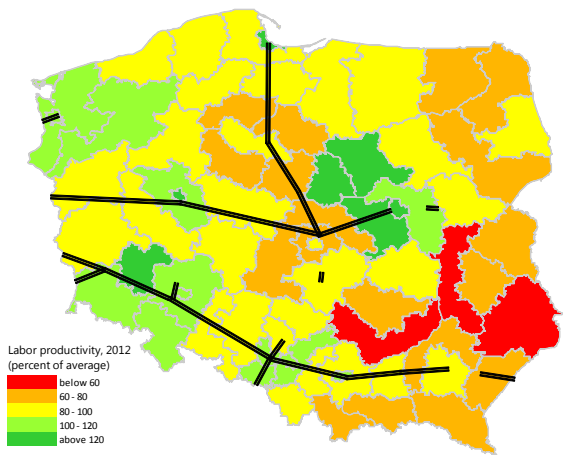 Labor productivity, 2012
(percent of average)
below 60
60 - 80
80 - 100
100 - 120
above 120